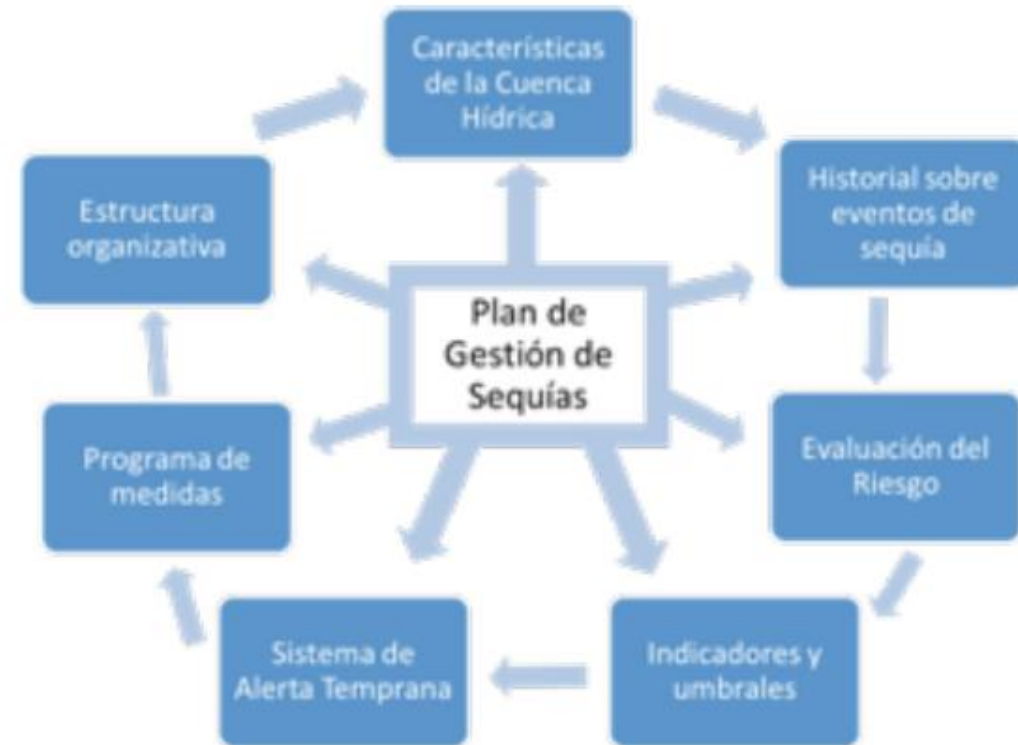 Características
de la Cuenca
Hídrica
Historial sobre
eventos de
sequía
Evaluación del
Riesgo
Indicadores y
umbrales
Sistema de
Alerta Temprana
Programa de
medidas
Estructura
organizativa
Plan de
Gestión de
Sequías